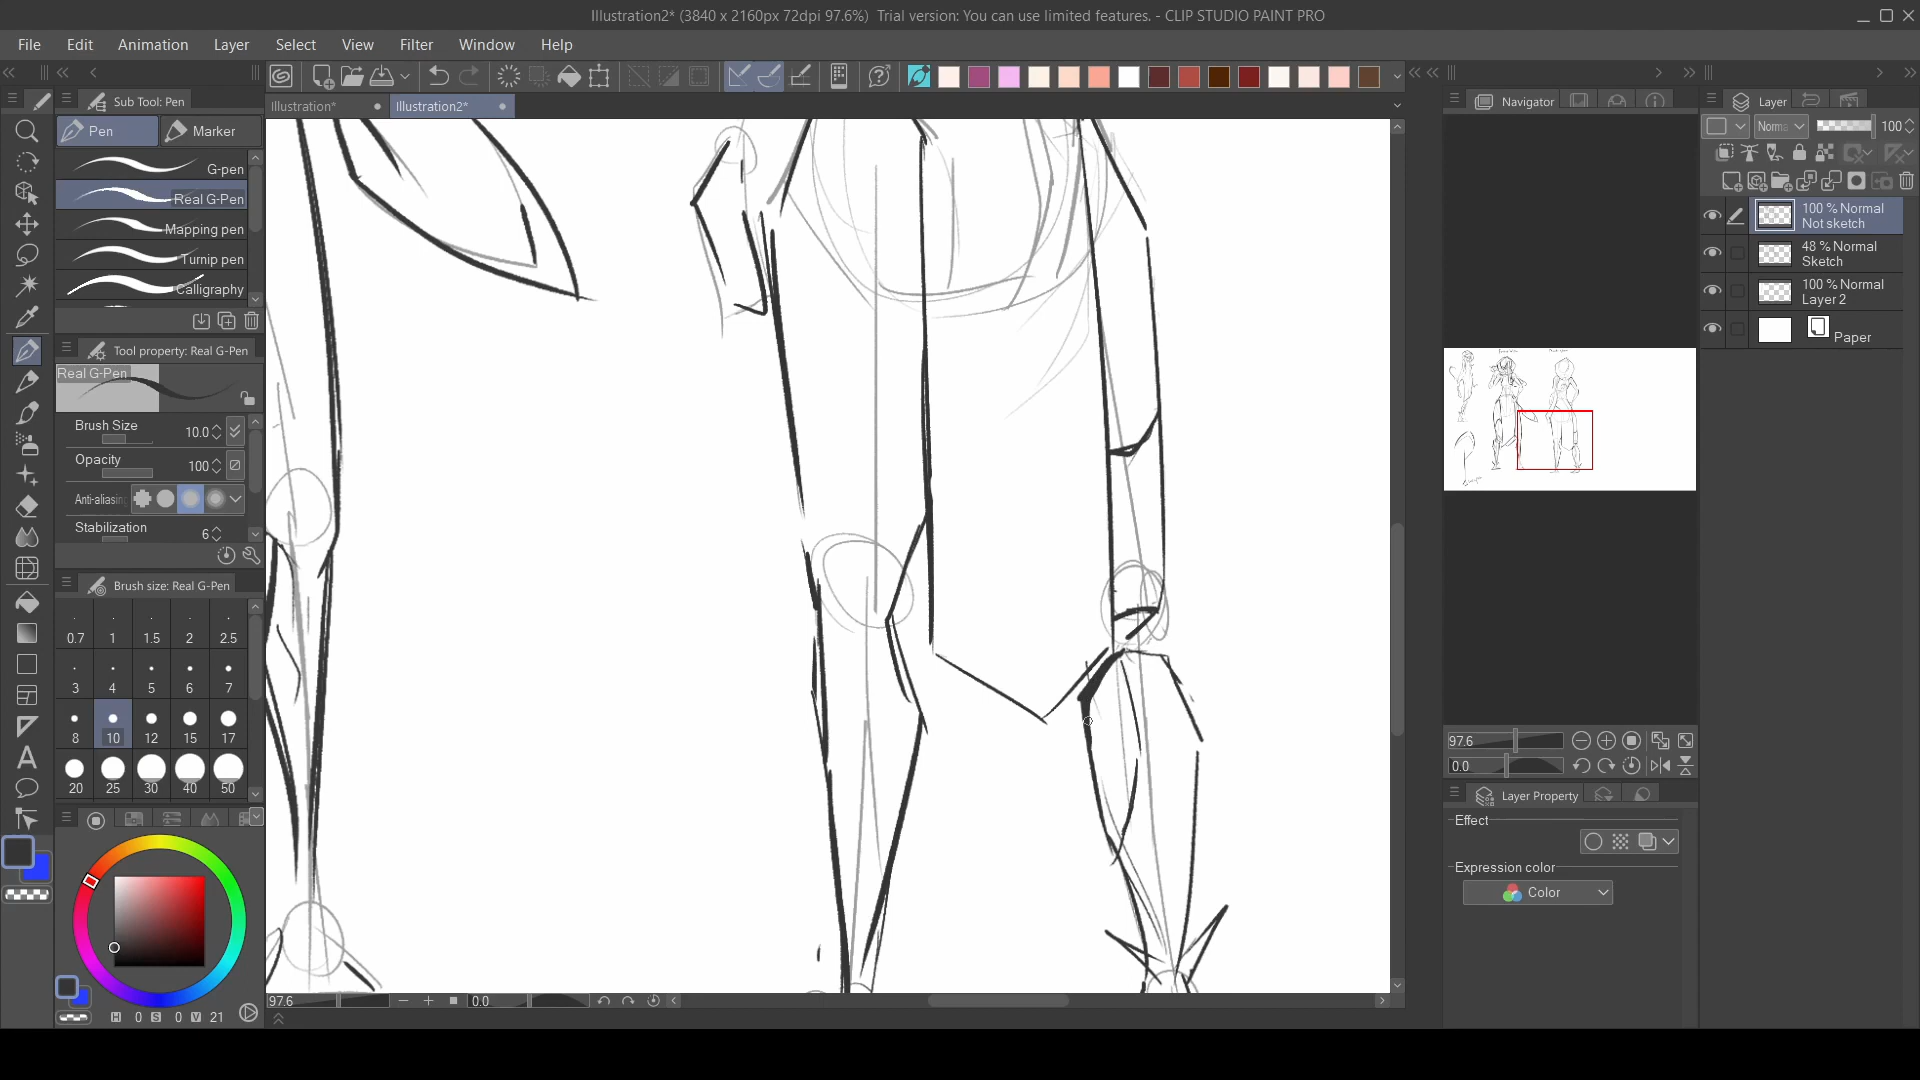 Illustration2* (3840 x 2160px 72dpi 97.6%)  Trial version: You can use limited features. - CLIP STUDIO PAINT PRO
File Edit Animation Layer Select View Filter Window Help
Sub Tool: Pen
Illustration* Illustration2*
Navigator
Layer
Pen Marker
Norma 100
G-pen
Real G-Pen
Mapping pen
Turnip pen
Calligraphy
100 % Normal
Not sketch
48 % Normal
Sketch
100 % Normal
Layer 2
Paper
Tool property: Real G-Pen
Real G-Pen
Brush Size 10.0
Opacity 100
Anti-aliasing
Stabilization 6
Brush size: Real G-Pen
0.7 1 1.5 2 2.5
3 4 5 6 7
8 10 12 15 17
20 25 30 40 50
97.6
0.0
Layer Property
Effect
Expression color
Color
H 0 S 0 V 21
97.6 0.0